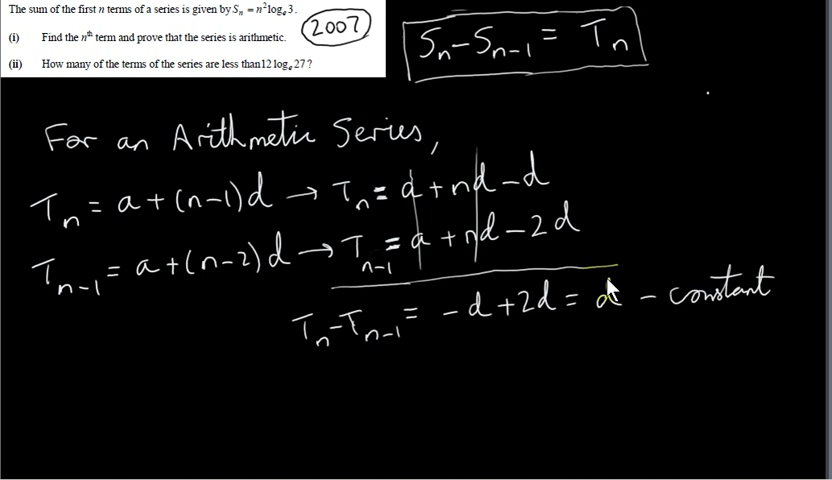 The sum of the first n terms of a series is given by Sₙ = n² logₑ 3.
2007
(i) Find the nᵗʰ term and prove that the series is arithmetic.
(ii) How many of the terms of the series are less than12 logₑ 27?
Sₙ - Sₙ₋₁ = Tₙ
For an Arithmetic Series,
Tₙ = a + (n-1)d → Tₙ = a + nd - d
Tₙ₋₁ = a + (n-2)d → Tₙ₋₁ = a + nd - 2d
Tₙ - Tₙ₋₁ = -d + 2d = d - constant